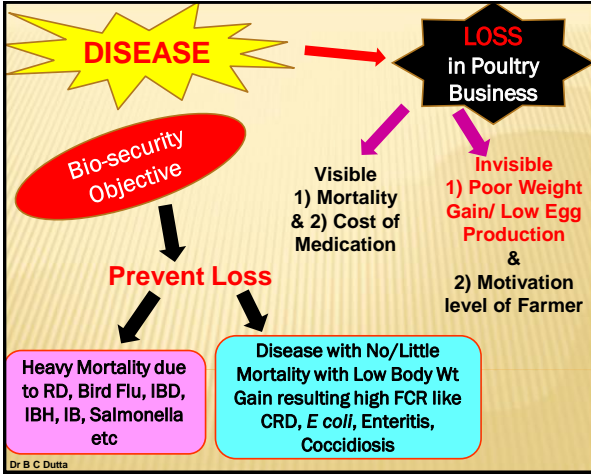 DISEASE
LOSS
in Poultry
Business
Bio-security
Objective
Visible
1) Mortality
& 2) Cost of
Medication
Invisible
1) Poor Weight
Gain/ Low Egg
Production
&
2) Motivation
level of Farmer
Prevent Loss
Heavy Mortality due
to RD, Bird Flu, IBD,
IBH, IB, Salmonella
etc
Disease with No/Little
Mortality with Low Body Wt
Gain resulting high FCR like
CRD, E coli, Enteritis,
Coccidiosis
Dr B C Dutta